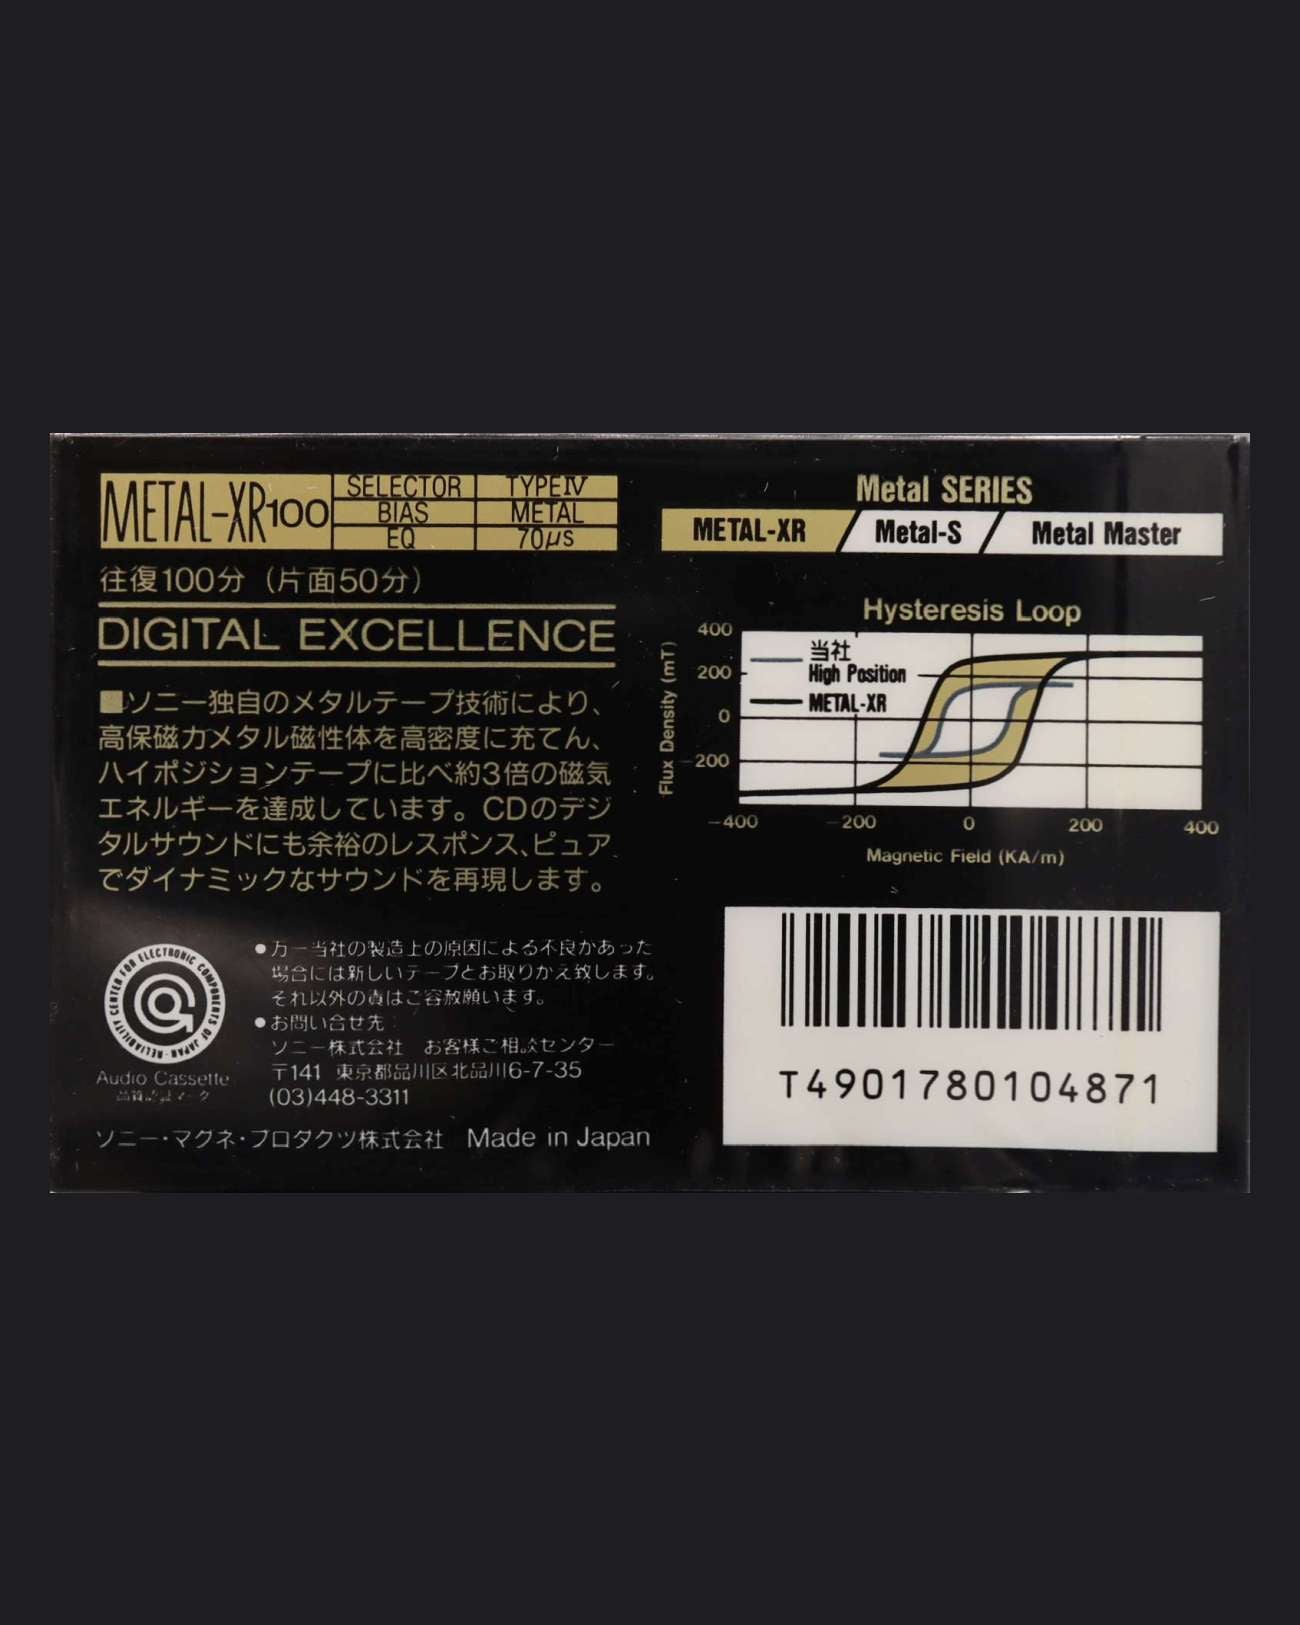 METAL-XR100
SELECTOR TYPEⅣ
BIAS METAL
EQ 70μs
往復100分（片面50分）
DIGITAL EXCELLENCE
■ソニー独自のメタルテープ技術により、
高保磁力メタル磁性体を高密度に充てん、
ハイポジションテープに比べ約3倍の磁気
エネルギーを達成しています。CDのデジ
タルサウンドにも余裕のレスポンス、ピュア
でダイナミックなサウンドを再現します。
RELIABILITY CENTER FOR ELECTRONIC COMPONENTS OF JAPAN
Audio Cassette
品質認証マーク
●万一当社の製造上の原因による不良があった
場合には新しいテープとお取りかえ致します。
それ以外の責はご容赦願います。
●お問い合せ先:
ソニー株式会社 お客様ご相談センター
〒141 東京都品川区北品川6-7-35
(03)448-3311
ソニー・マグネ・プロダクツ株式会社 Made in Japan
Metal SERIES
METAL-XR Metal-S Metal Master
Hysteresis Loop
Flux Density (mT)
400
200
0
-200
当社
High Position
METAL-XR
-400 -200 0 200 400
Magnetic Field (KA/m)
T4901780104871